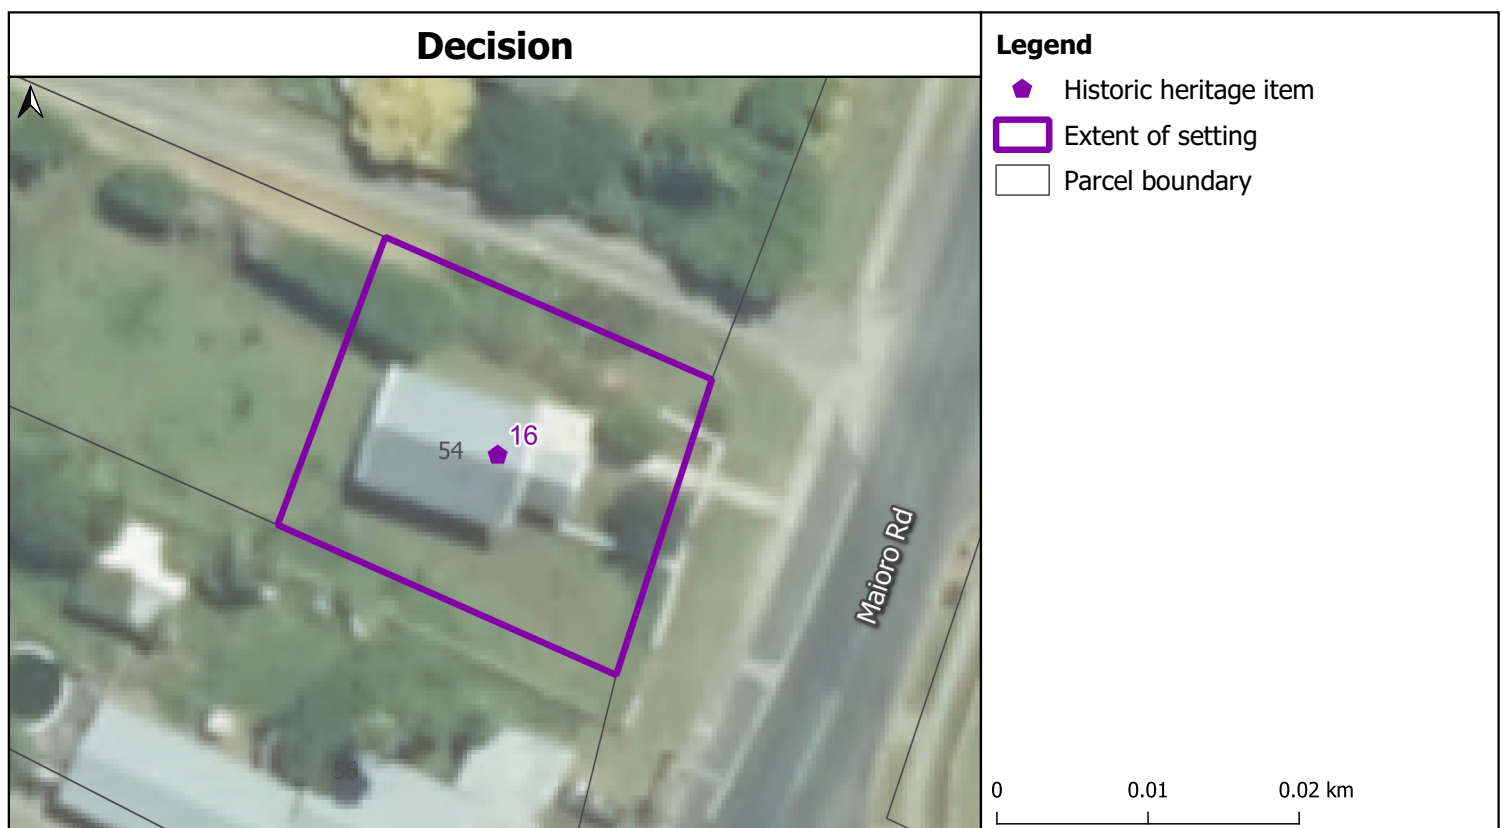 Decision
Legend
Historic heritage item
Extent of setting
Parcel boundary
16
54
Maioro Rd
56
0 0.01 0.02 km